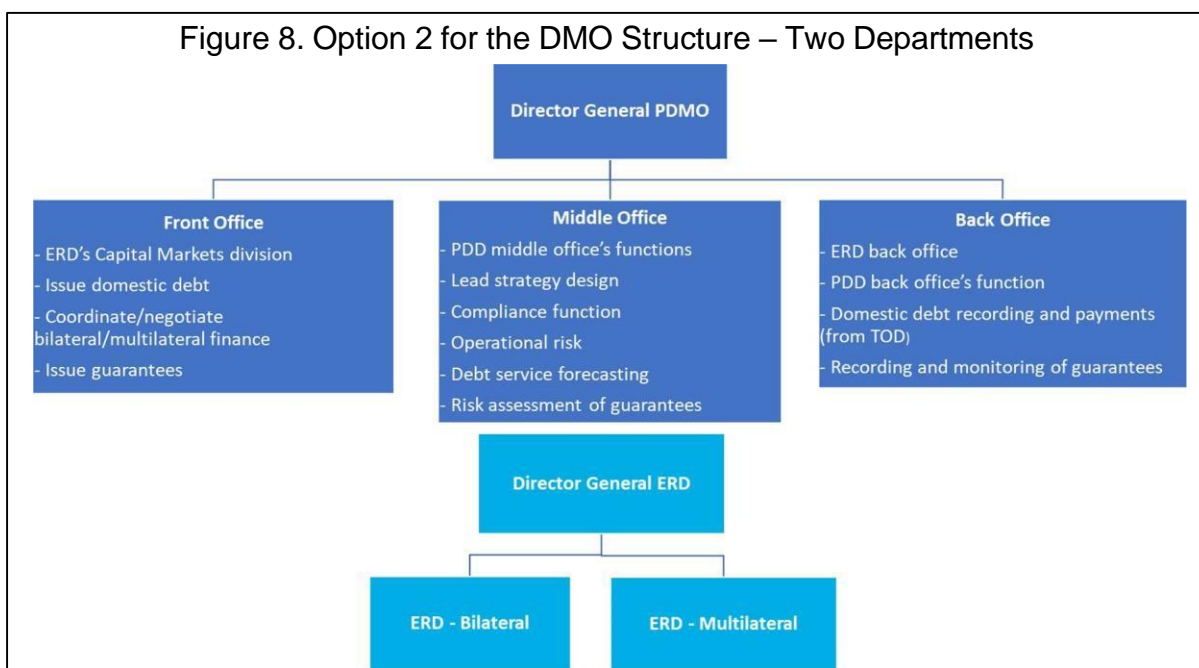 Figure 8. Option 2 for the DMO Structure – Two Departments
Director General PDMO
Front Office
- ERD's Capital Markets division
- Issue domestic debt
- Coordinate/negotiate
bilateral/multilateral finance
- Issue guarantees
Middle Office
- PDD middle office's functions
- Lead strategy design
- Compliance function
- Operational risk
- Debt service forecasting
- Risk assessment of guarantees
Back Office
- ERD back office
- PDD back office's function
- Domestic debt recording and payments
(from TOD)
- Recording and monitoring of guarantees
Director General ERD
ERD - Bilateral
ERD - Multilateral